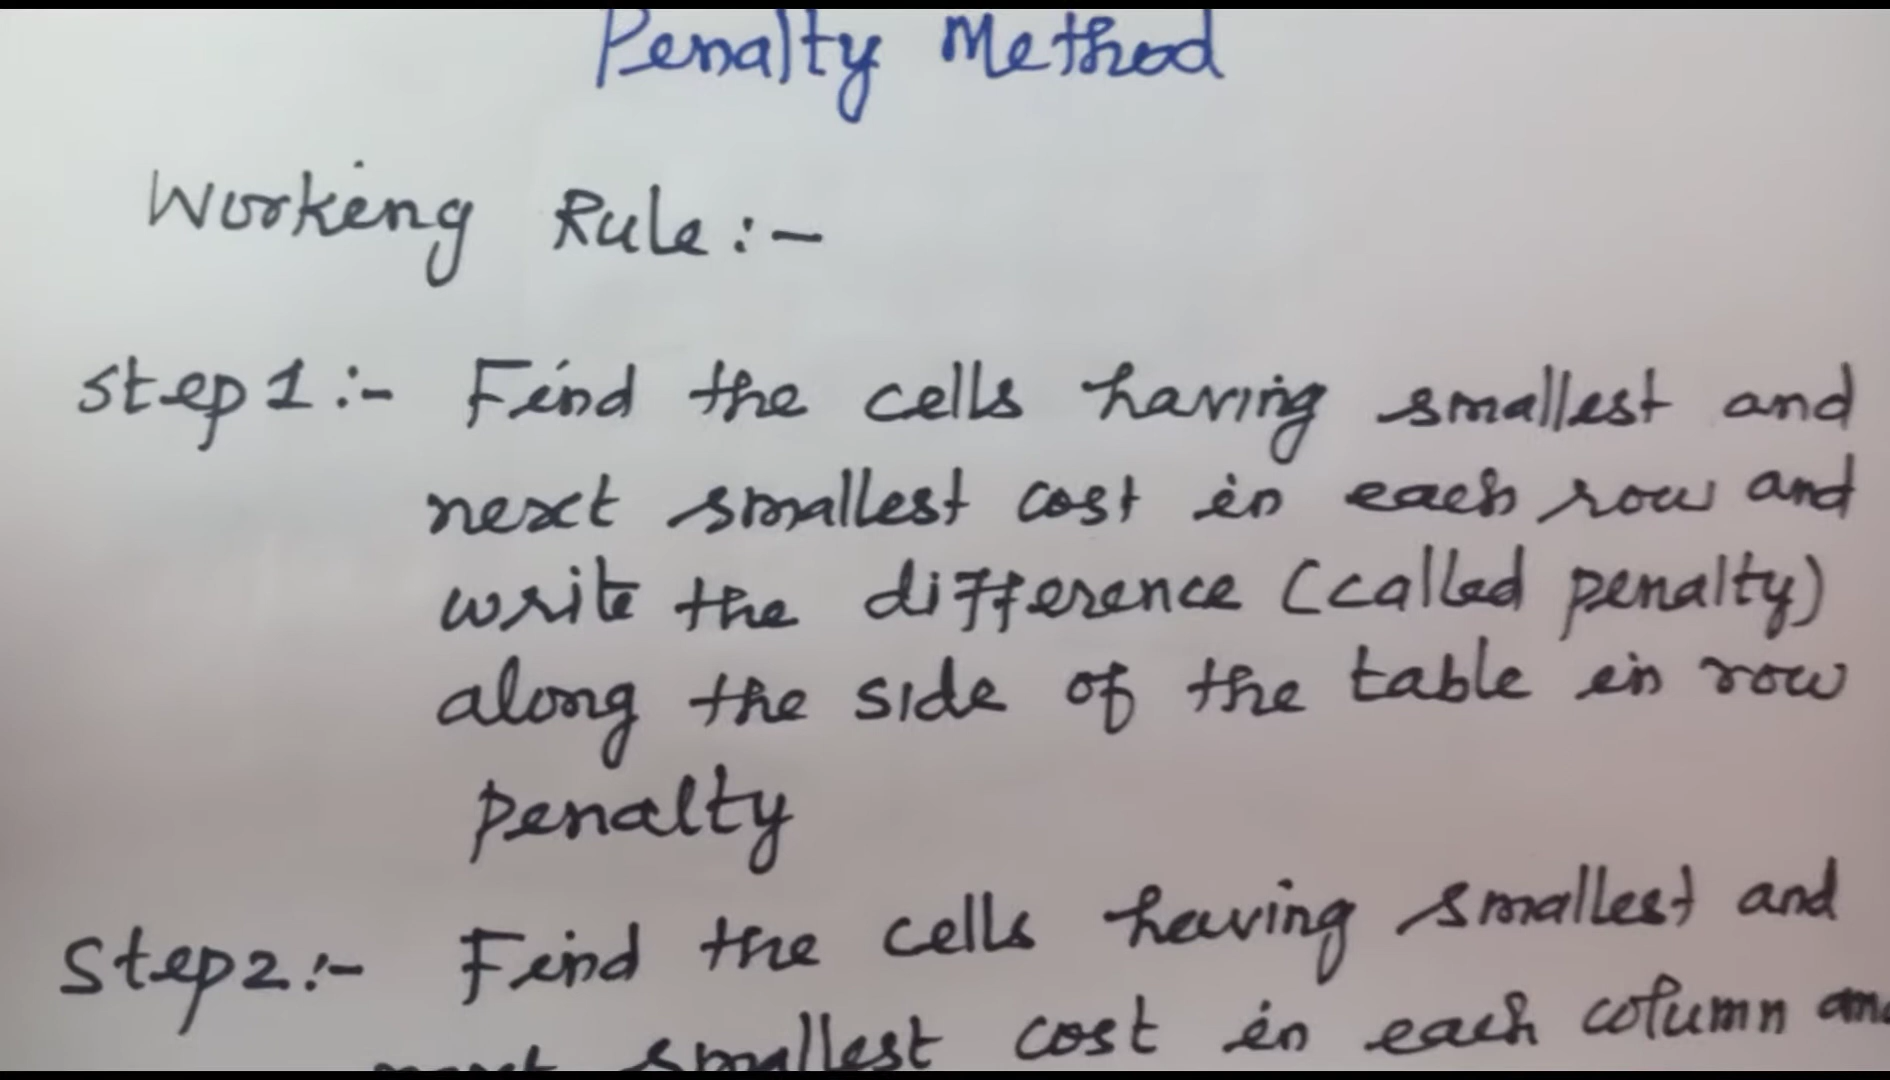 Penalty Method
Working Rule :-
Step 1 :- Find the cells having smallest and
next smallest cost in each row and
write the difference (called penalty)
along the side of the table in row
penalty
Step 2 :- Find the cells having smallest and
next smallest cost in each column and